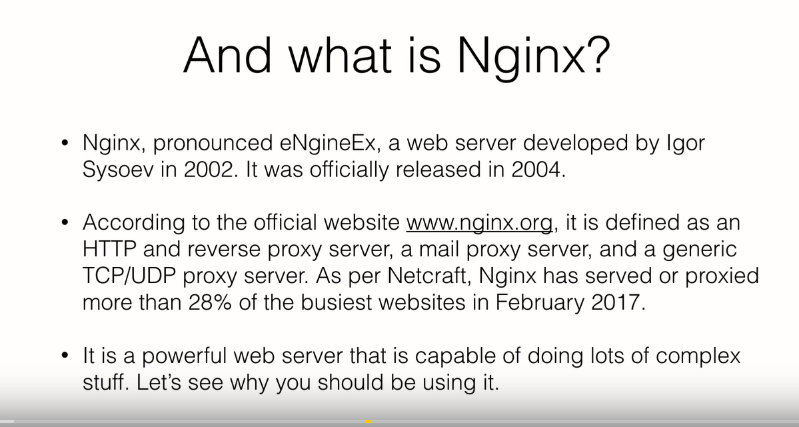 And what is Nginx?
• Nginx, pronounced eNgineEx, a web server developed by Igor
Sysoev in 2002. It was officially released in 2004.
• According to the official website www.nginx.org, it is defined as an
HTTP and reverse proxy server, a mail proxy server, and a generic
TCP/UDP proxy server. As per Netcraft, Nginx has served or proxied
more than 28% of the busiest websites in February 2017.
• It is a powerful web server that is capable of doing lots of complex
stuff. Let's see why you should be using it.